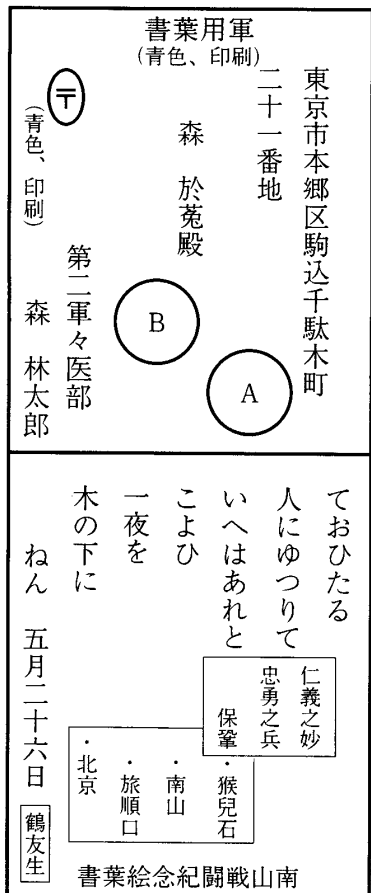 書葉用軍
(青色、印刷)
東京市本郷区駒込千駄木町
二十一番地
森 於菟殿
A
B
第二軍々医部
森 林太郎
〒
(青色、印刷)
ておひたる
人にゆつりて
いへはあれと
こよひ
一夜を
木の下に
ねん 五月二十六日
鶴友生
仁義之妙
忠勇之兵
保鞏
・猴兒石
・南山
・旅順口
・北京
書葉絵念紀闘戦山南